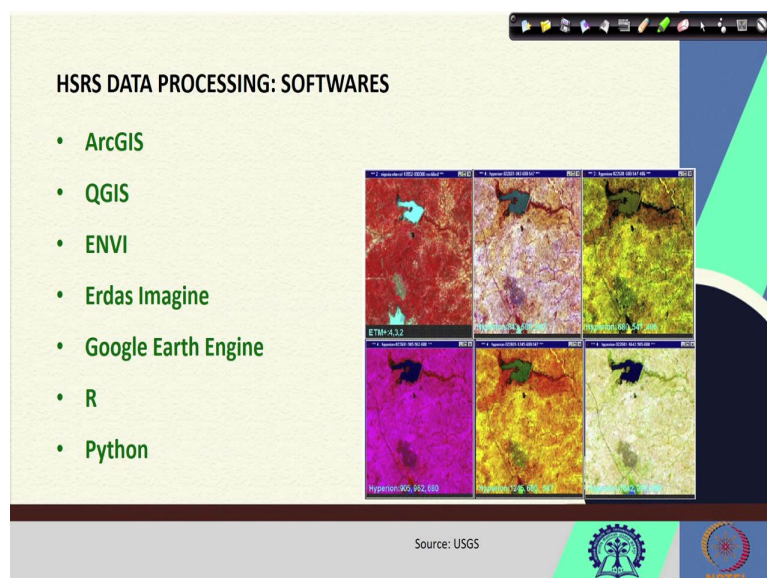 HSRS DATA PROCESSING: SOFTWARES
• ArcGIS
• QGIS
• ENVI
• Erdas Imagine
• Google Earth Engine
• R
• Python
ETM+:4,3,2
Hyperion:905,962,680
Source: USGS